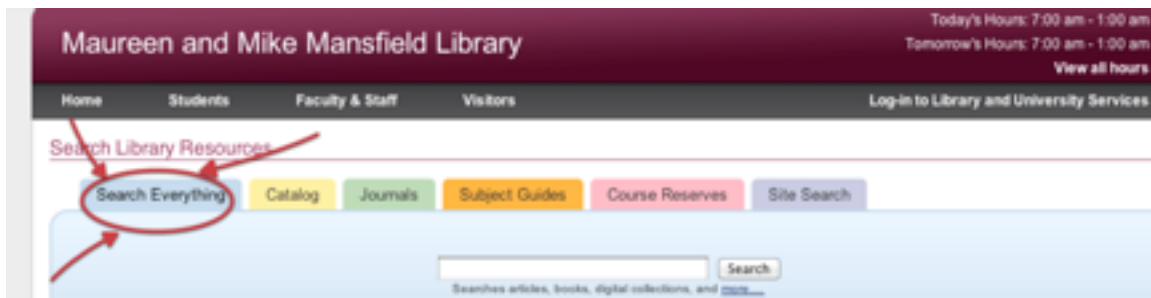 Today's Hours: 7:00 am - 1:00 am
Maureen and Mike Mansfield Library
Tomorrow's Hours: 7:00 am - 1:00 am
View all hours
Home Students Faculty & Staff Visitors Log-in to Library and University Services
Search Library Resources
Search Everything Catalog Journals Subject Guides Course Reserves Site Search
Search
Searches articles, books, digital collections, and more....